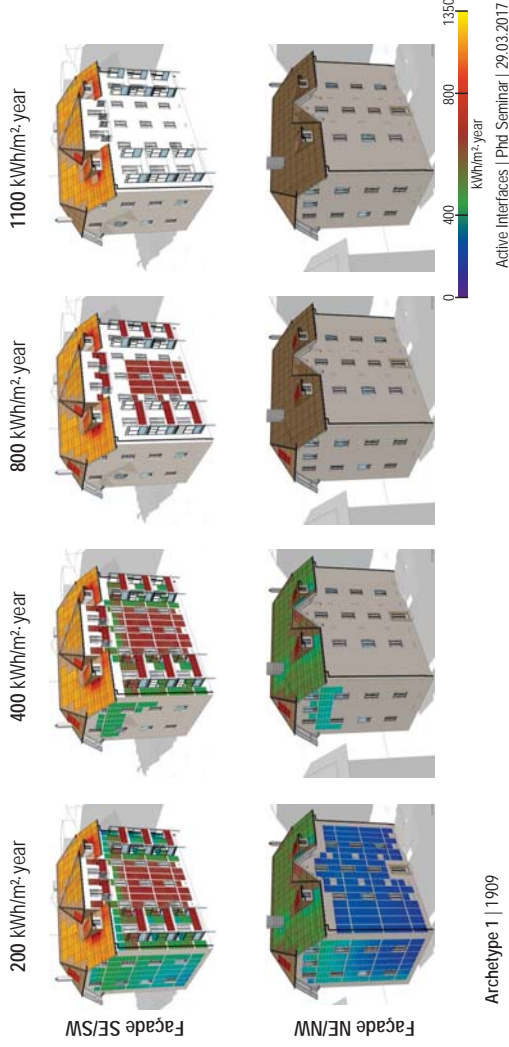 200 kWh/m²·year
400 kWh/m²·year
800 kWh/m²·year
1100 kWh/m²·year
Façade SE/SW
Façade NE/NW
0
400
800
1350
kWh/m²·year
Archetype 1 | 1909
Active Interfaces | Phd Seminar | 29.03.2017